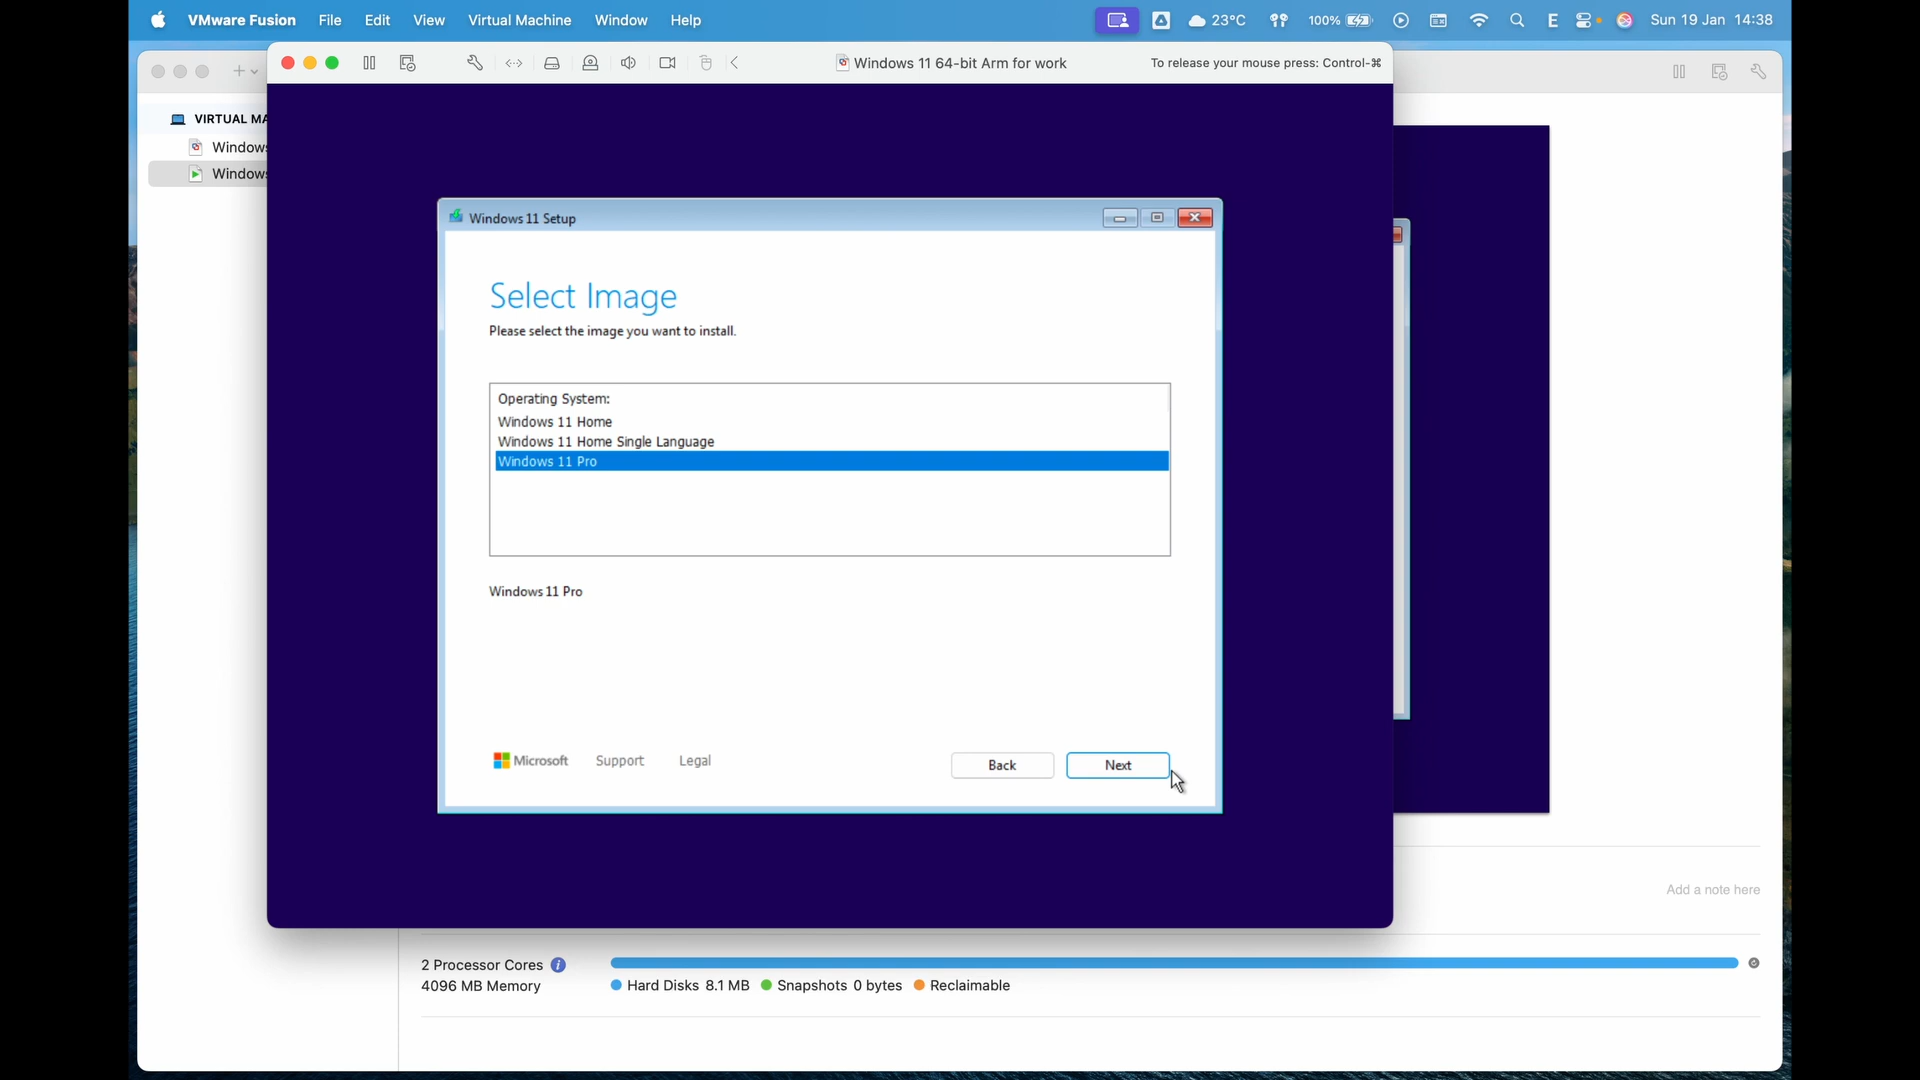 VMware Fusion File Edit View Virtual Machine Window Help 23°C 100% E Sun 19 Jan 14:38
Windows 11 64-bit Arm for work To release your mouse press: Control-⌘
VIRTUAL MA
Windows
Windows
Windows 11 Setup
Select Image
Please select the image you want to install.
Operating System:
Windows 11 Home
Windows 11 Home Single Language
Windows 11 Pro
Windows 11 Pro
Microsoft Support Legal Back Next
Add a note here
2 Processor Cores
4096 MB Memory
Hard Disks 8.1 MB Snapshots 0 bytes Reclaimable